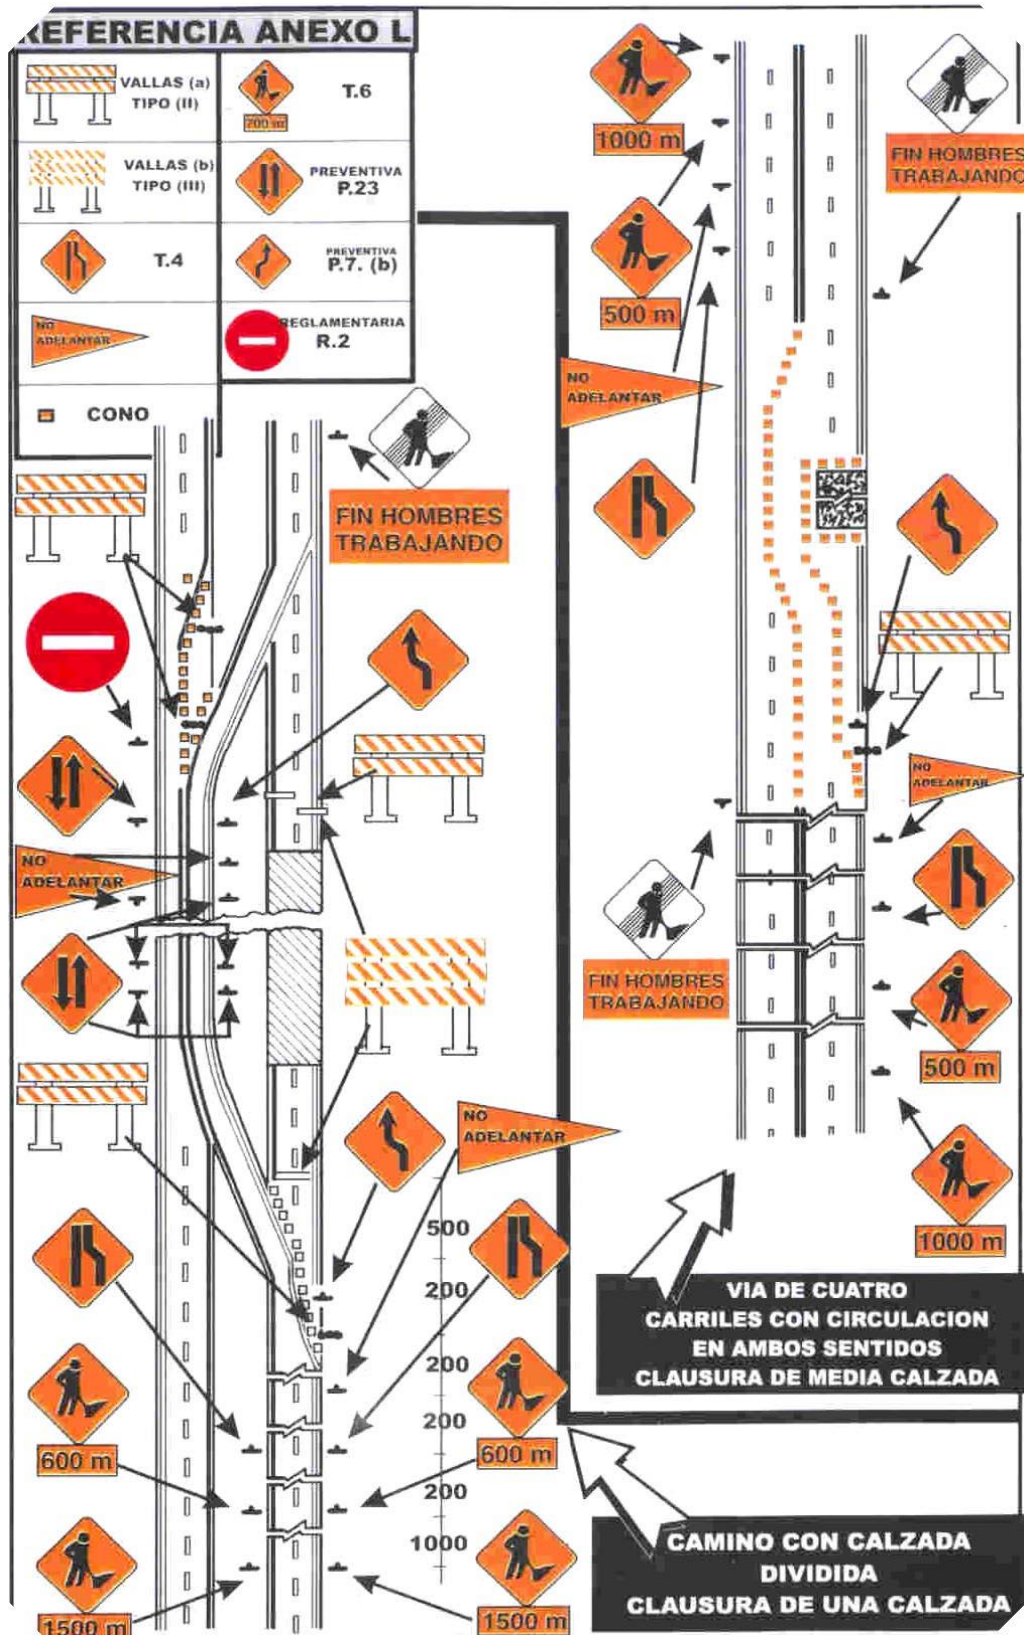 REFERENCIA ANEXO L
VALLAS (a)
TIPO (II)
T.6
700 m
VALLAS (b)
TIPO (III)
PREVENTIVA
P.23
T.4
PREVENTIVA
P.7. (b)
NO
ADELANTAR
REGLAMENTARIA
R.2
CONO
FIN HOMBRES
TRABAJANDO
NO
ADELANTAR
NO
ADELANTAR
500
200
200
200
200
1000
600 m
600 m
1500 m
1500 m
1000 m
FIN HOMBRES
TRABAJANDO
500 m
NO
ADELANTAR
NO
ADELANTAR
FIN HOMBRES
TRABAJANDO
500 m
1000 m
VIA DE CUATRO
CARRILES CON CIRCULACION
EN AMBOS SENTIDOS
CLAUSURA DE MEDIA CALZADA
CAMINO CON CALZADA
DIVIDIDA
CLAUSURA DE UNA CALZADA